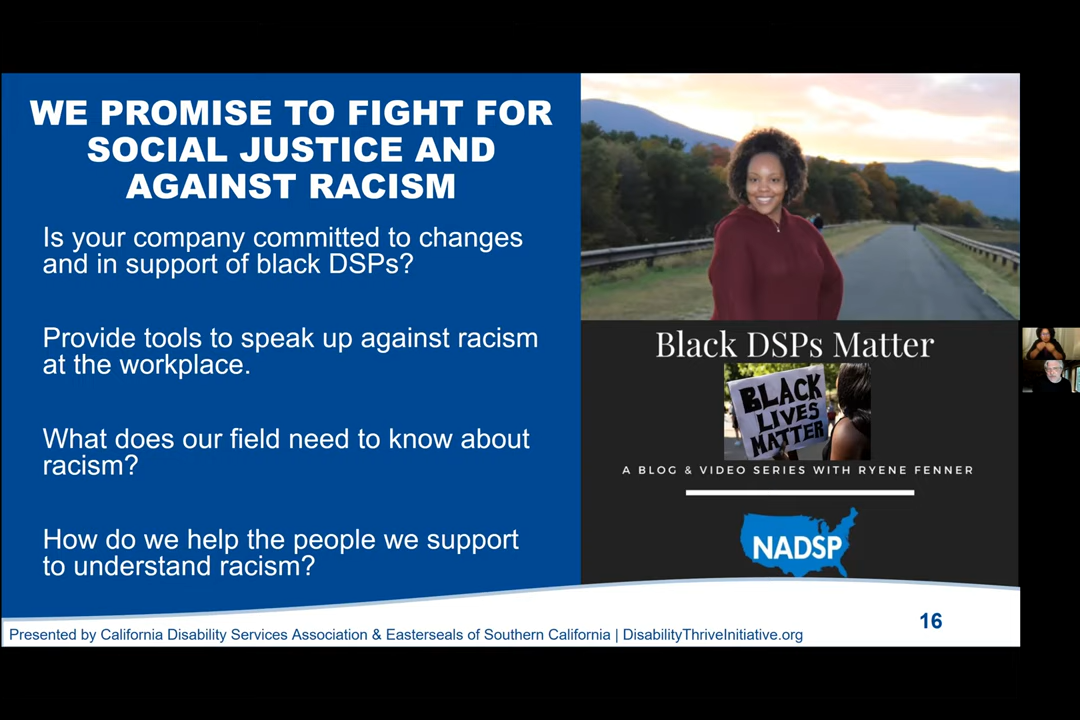 WE PROMISE TO FIGHT FOR
SOCIAL JUSTICE AND
AGAINST RACISM
Is your company committed to changes
and in support of black DSPs?
Provide tools to speak up against racism
at the workplace.
What does our field need to know about
racism?
How do we help the people we support
to understand racism?
Black DSPs Matter
BLACK
LIVES
MATTER
A BLOG & VIDEO SERIES WITH RYENE FENNER
NADSP
16
Presented by California Disability Services Association & Easterseals of Southern California | DisabilityThriveInitiative.org